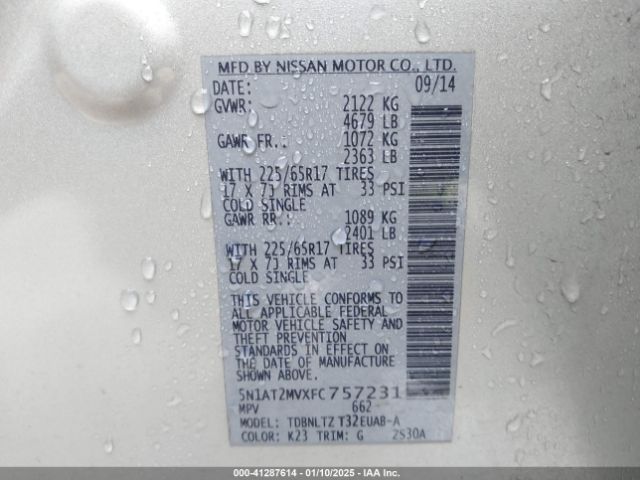 MFD BY NISSAN MOTOR CO., LTD.
DATE: 09/14
GVWR: 2122 KG
4679 LB
GAWR FR.: 1072 KG
2363 LB
WITH 225/65R17 TIRES
17 X 7J RIMS AT 33 PSI
COLD SINGLE
GAWR RR.: 1089 KG
2401 LB
WITH 225/65R17 TIRES
17 X 7J RIMS AT 33 PSI
COLD SINGLE
THIS VEHICLE CONFORMS TO
ALL APPLICABLE FEDERAL
MOTOR VEHICLE SAFETY AND
THEFT PREVENTION
STANDARDS IN EFFECT ON
THE DATE OF MANUFACTURE
SHOWN ABOVE.
5N1AT2MVXFC757231
MPV 662
MODEL: TDBNLTZ T32EUAB-A
COLOR: K23 TRIM: G 2S30A
000-41287614 - 01/10/2025 - IAAI.com